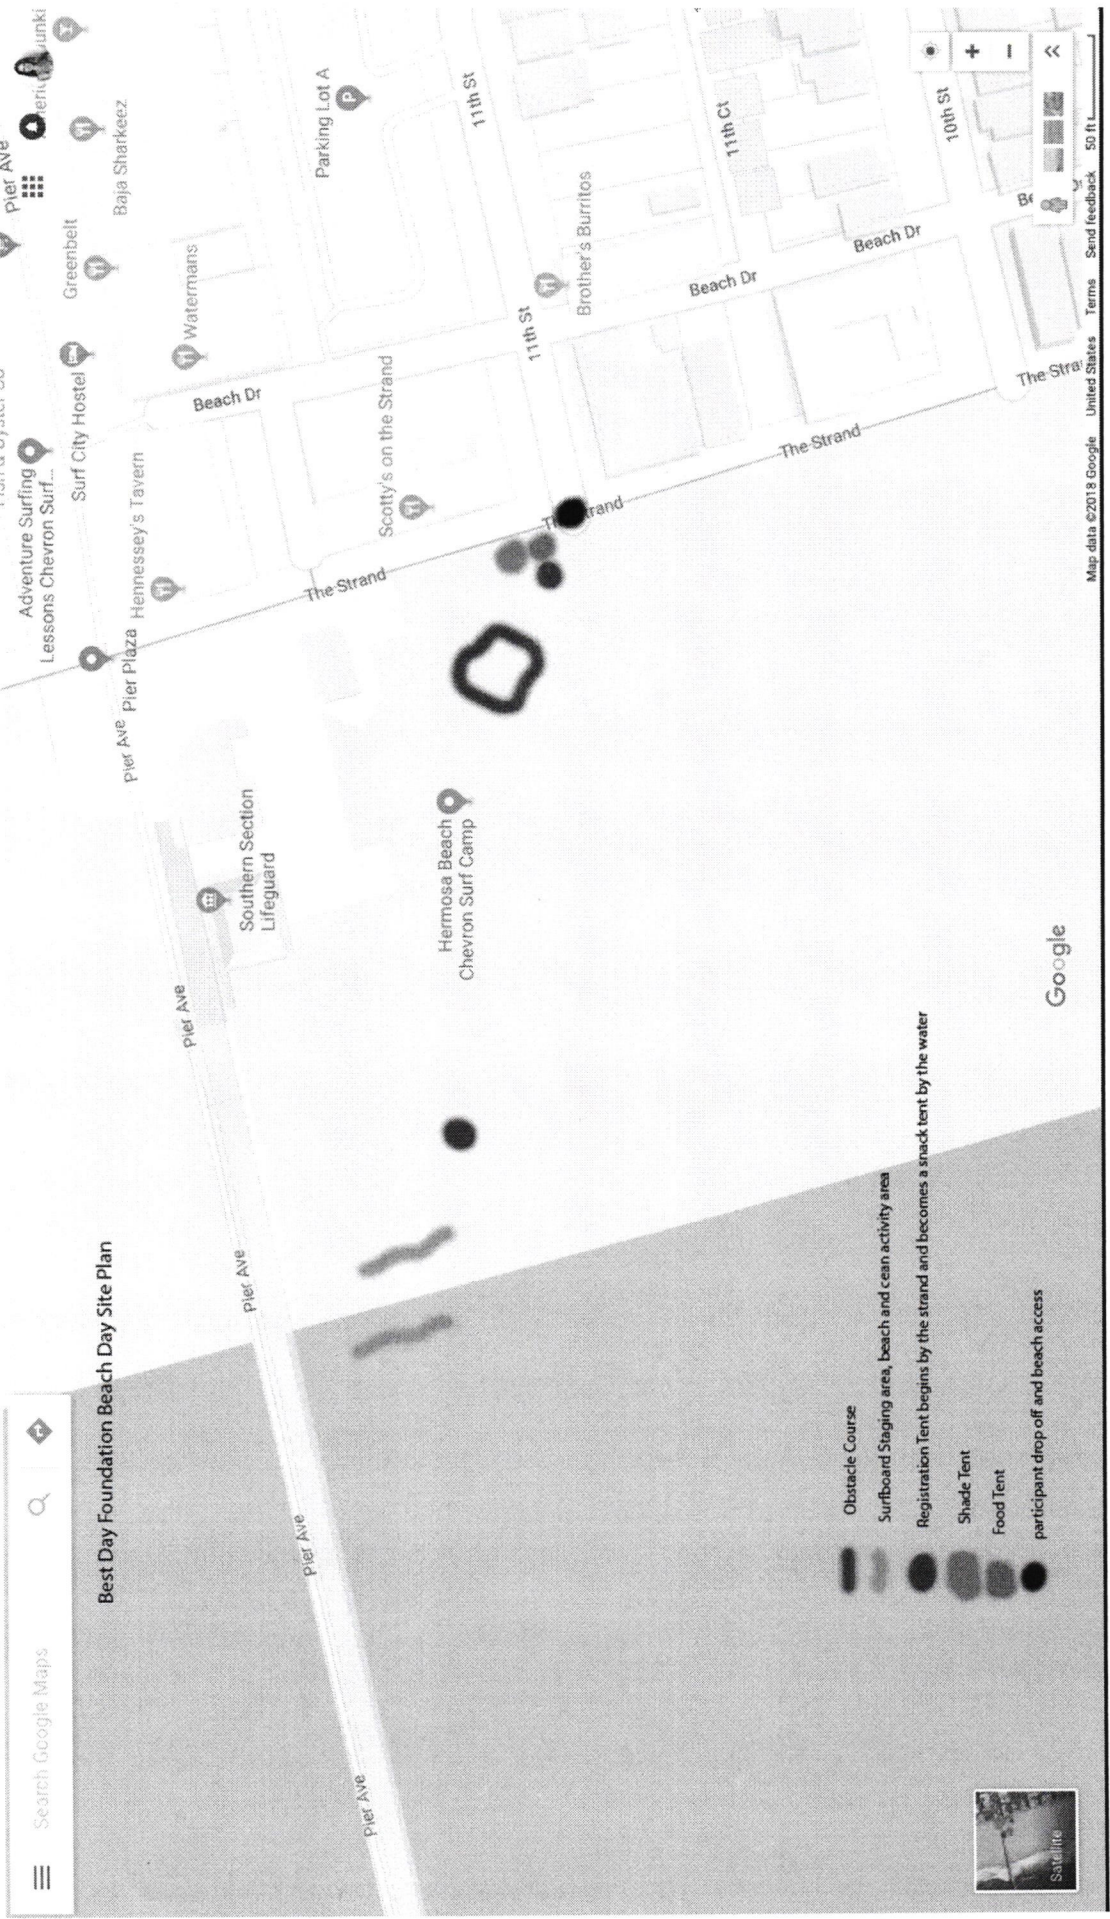 Search Google Maps
Pier Ave
Adventure Surfing
Lessons Chevron Surf...
Surf City Hostel
Greenbelt
Best Day Foundation Beach Day Site Plan
Baja Sharkeez
Pier Ave
Pier Plaza
Hennessey's Tavern
Pier Ave
Watermans
Beach Dr
Pier Ave
Southern Section
Lifeguard
Pier Ave
Parking Lot A
Pier Ave
The Strand
Scotty's on the Strand
Hermosa Beach
Chevron Surf Camp
11th St
11th St
Brother's Burritos
The Strand
Beach Dr
11th Ct
The Strand
Beach Dr
10th St
Obstacle Course
Surfboard Staging area, beach and cean activity area
Registration Tent begins by the strand and becomes a snack tent by the water
Shade Tent
Food Tent
participant drop off and beach access
The Stra
Be
Satellite
Google
Map data ©2018 Google United States Terms Send feedback 50 ft